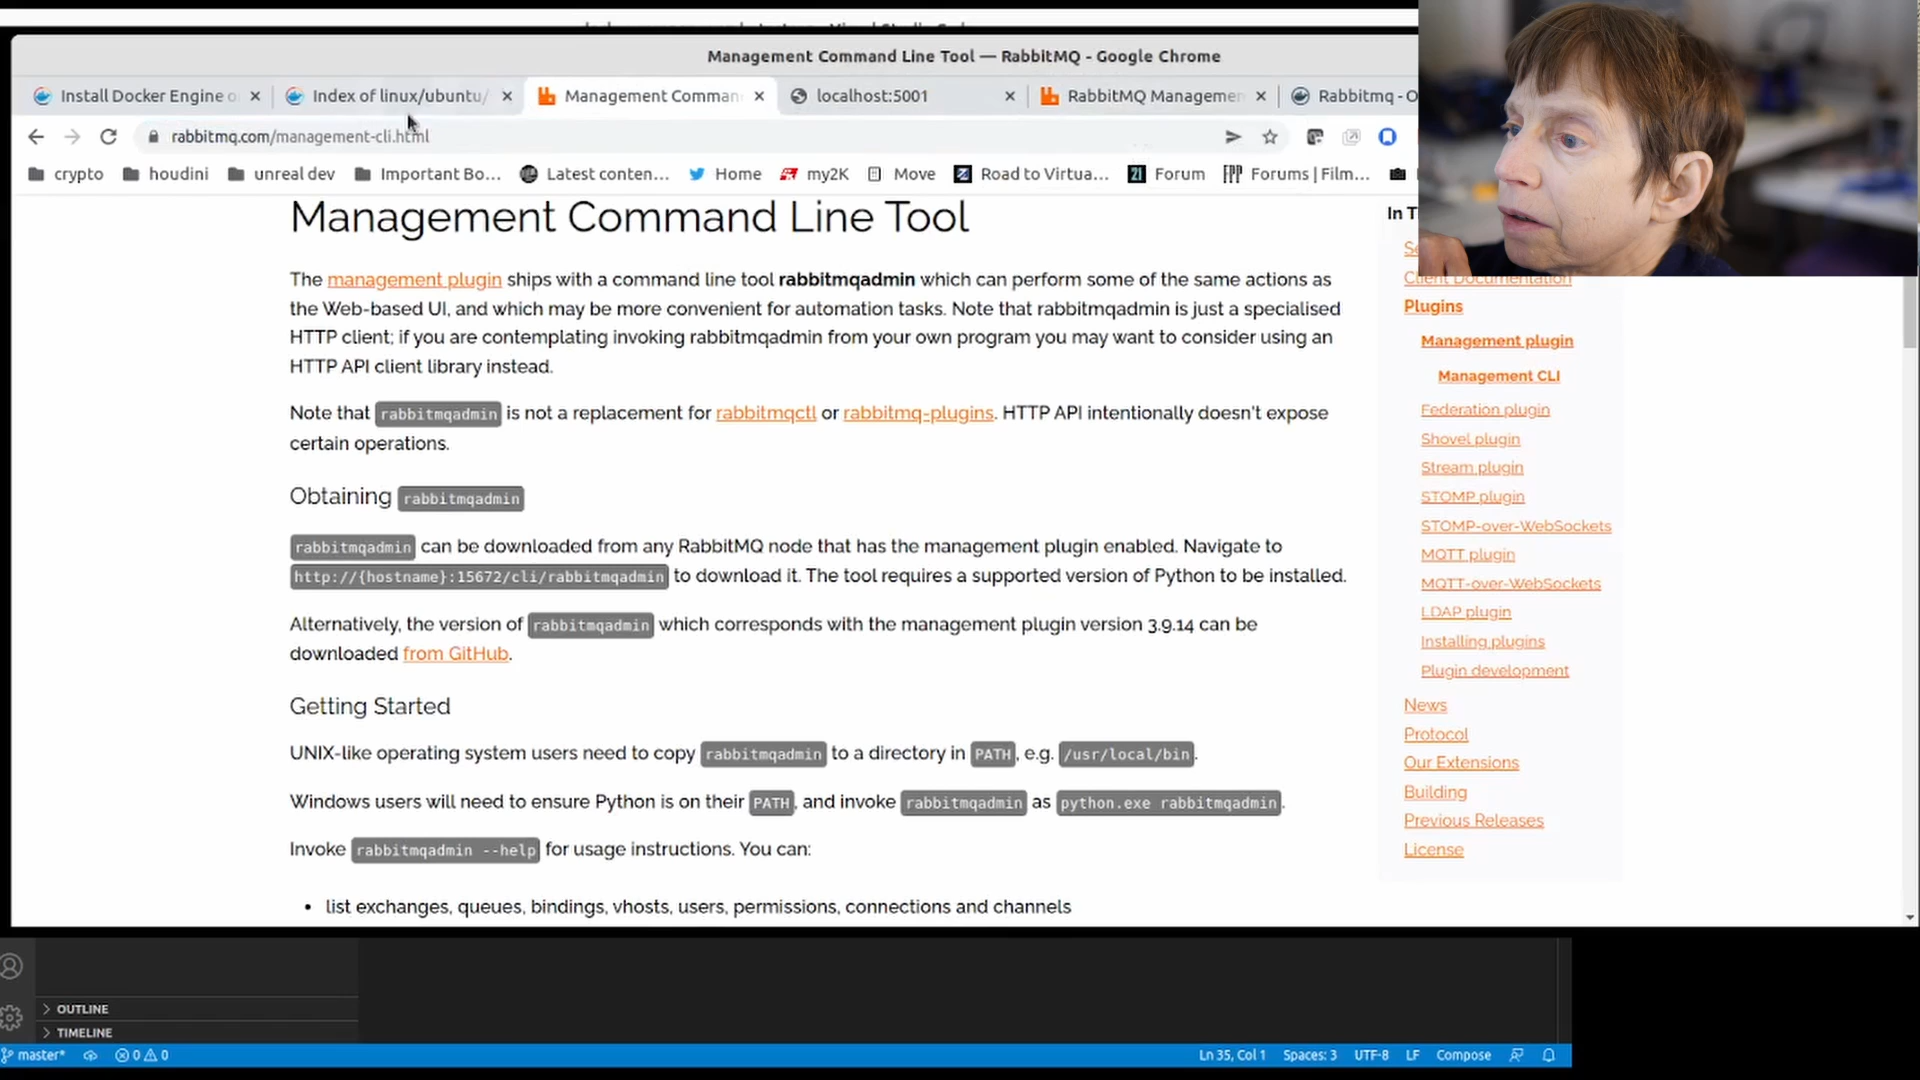 Management Command Line Tool — RabbitMQ - Google Chrome
Install Docker Engine o
Index of linux/ubuntu/
Management Comman
localhost:5001
RabbitMQ Managemen
Rabbitmq - O
rabbitmq.com/management-cli.html
crypto
houdini
unreal dev
Important Bo...
Latest conten...
Home
my2K
Move
Road to Virtua...
Forum
Forums | Film...
Management Command Line Tool
The management plugin ships with a command line tool rabbitmqadmin which can perform some of the same actions as
the Web-based UI, and which may be more convenient for automation tasks. Note that rabbitmqadmin is just a specialised
HTTP client; if you are contemplating invoking rabbitmqadmin from your own program you may want to consider using an
HTTP API client library instead.
Note that rabbitmqadmin is not a replacement for rabbitmqctl or rabbitmq-plugins. HTTP API intentionally doesn't expose
certain operations.
Obtaining rabbitmqadmin
rabbitmqadmin can be downloaded from any RabbitMQ node that has the management plugin enabled. Navigate to
http://{hostname}:15672/cli/rabbitmqadmin to download it. The tool requires a supported version of Python to be installed.
Alternatively, the version of rabbitmqadmin which corresponds with the management plugin version 3.9.14 can be
downloaded from GitHub.
Getting Started
UNIX-like operating system users need to copy rabbitmqadmin to a directory in PATH, e.g. /usr/local/bin.
Windows users will need to ensure Python is on their PATH, and invoke rabbitmqadmin as python.exe rabbitmqadmin.
Invoke rabbitmqadmin --help for usage instructions. You can:
• list exchanges, queues, bindings, vhosts, users, permissions, connections and channels
In T
Se
Client Documentation
Plugins
Management plugin
Management CLI
Federation plugin
Shovel plugin
Stream plugin
STOMP plugin
STOMP-over-WebSockets
MQTT plugin
MQTT-over-WebSockets
LDAP plugin
Installing plugins
Plugin development
News
Protocol
Our Extensions
Building
Previous Releases
License
OUTLINE
TIMELINE
master*
0
0
Ln 35, Col 1
Spaces: 3
UTF-8
LF
Compose